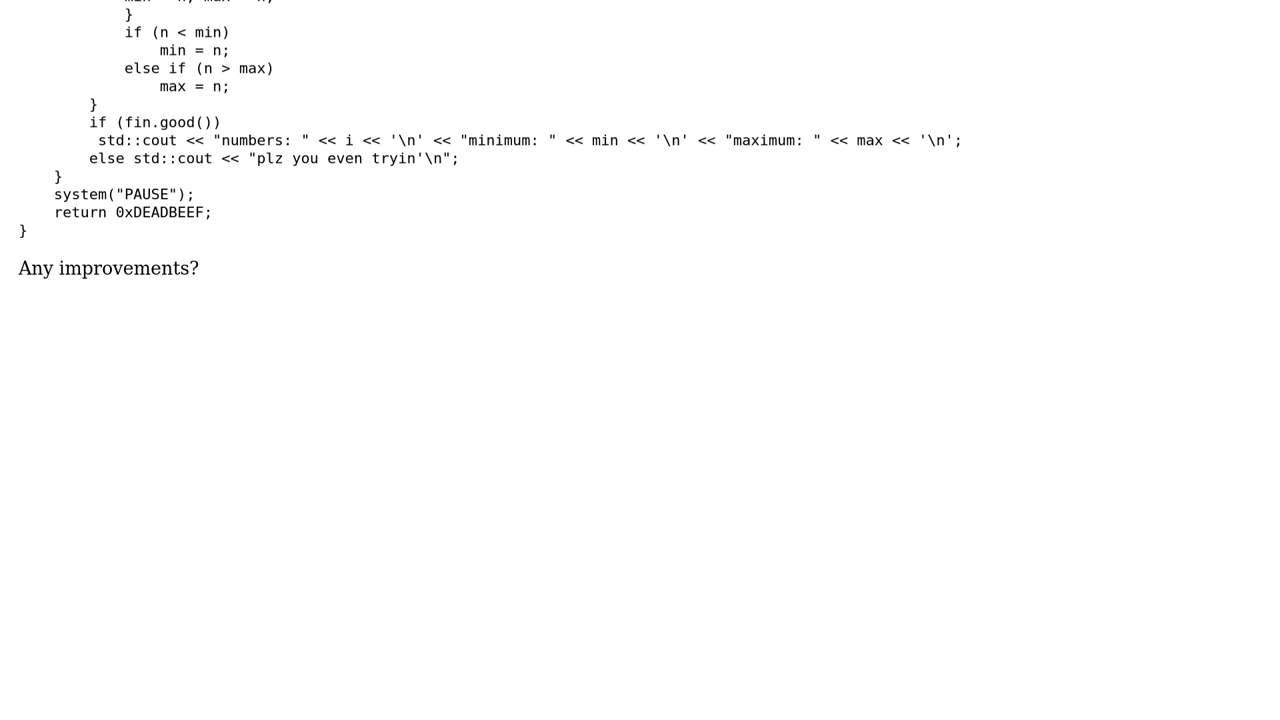 }
if (n < min)
min = n;
else if (n > max)
max = n;
}
if (fin.good())
std::cout << "numbers: " << i << '\n' << "minimum: " << min << '\n' << "maximum: " << max << '\n';
else std::cout << "plz you even tryin'\n";
}
system("PAUSE");
return 0xDEADBEEF;
}
Any improvements?